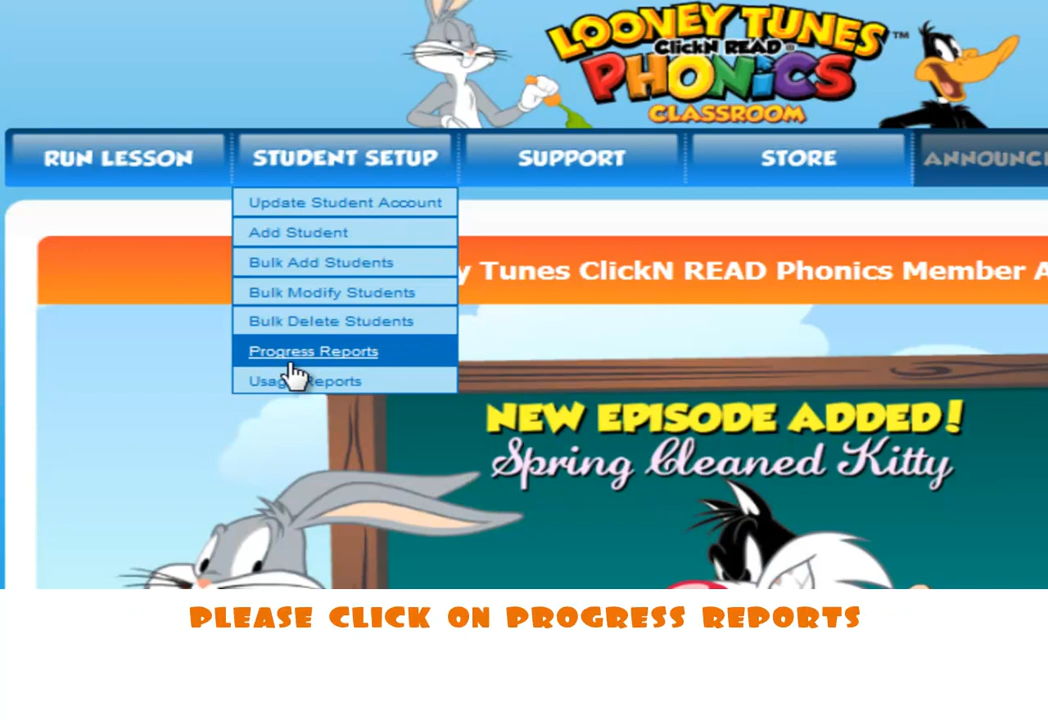 LOONEY TUNES™
ClickN READ®
PHONiCS
CLASSROOM
RUN LESSON
STUDENT SETUP
SUPPORT
STORE
Update Student Account
Add Student
Bulk Add Students
Tunes ClickN READ Phonics Member
Bulk Modify Students
Bulk Delete Students
Progress Reports
Reports
NEW EPISODE ADDED!
Spring Cleaned Kitty
PLEASE CLICK ON PROGRESS REPORTS